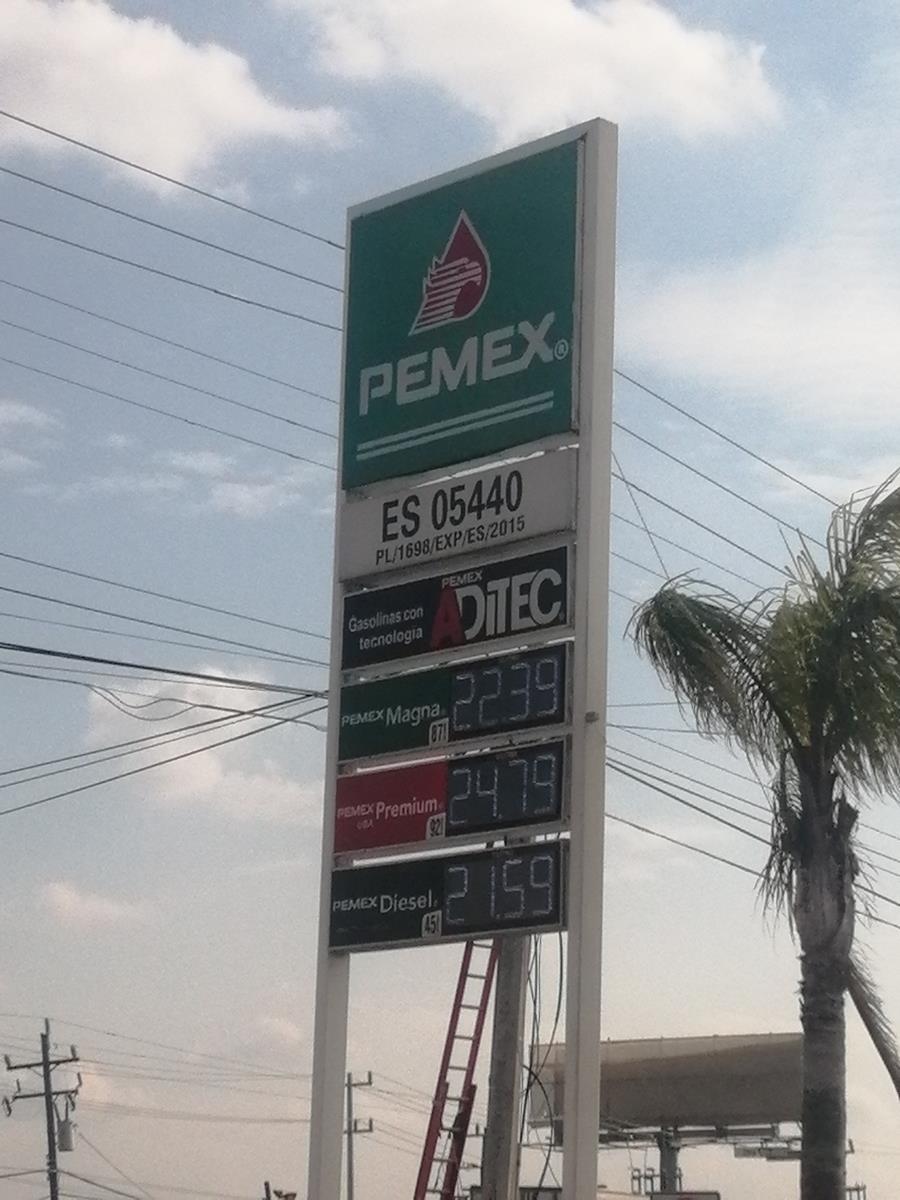 PEMEX®
ES 05440
PL/1698/EXP/ES/2015
PEMEX
Gasolinas con
tecnología
ADiTEC
PEMEX Magna 87 22.39
PEMEX Premium 92 24.79
PEMEX Diesel 45 21.59